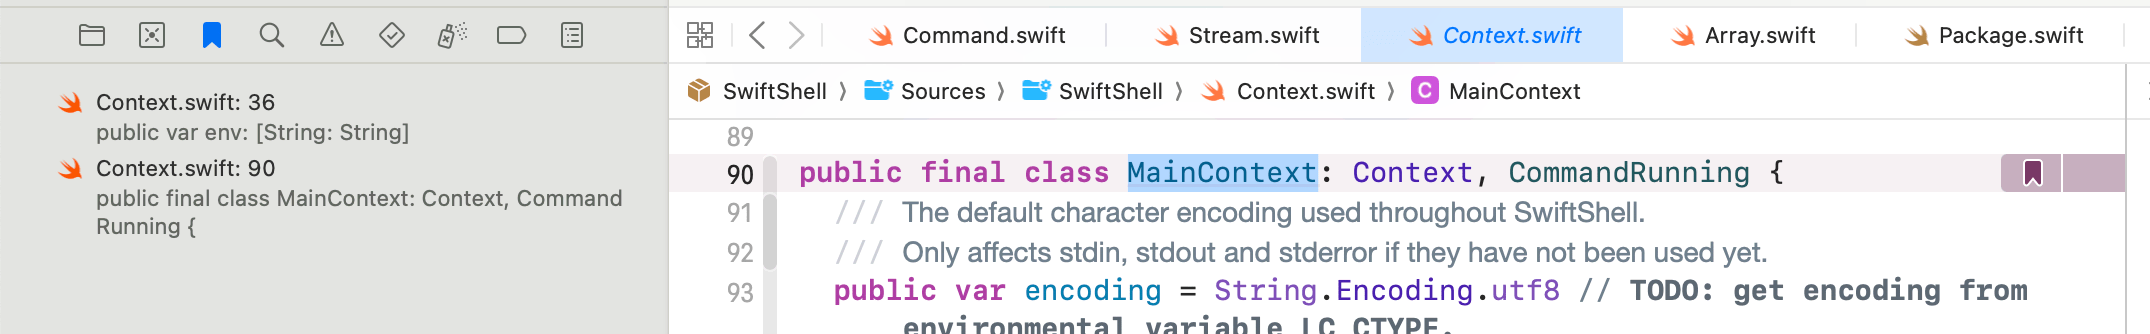 Command.swift Stream.swift Context.swift Array.swift Package.swift
SwiftShell ⟩ Sources ⟩ SwiftShell ⟩ Context.swift ⟩ C MainContext
Context.swift: 36
public var env: [String: String]
Context.swift: 90
public final class MainContext: Context, Command
Running {
89
90 public final class MainContext: Context, CommandRunning {
91 /// The default character encoding used throughout SwiftShell.
92 /// Only affects stdin, stdout and stderror if they have not been used yet.
93 public var encoding = String.Encoding.utf8 // TODO: get encoding from
environmental variable LC_CTYPE.